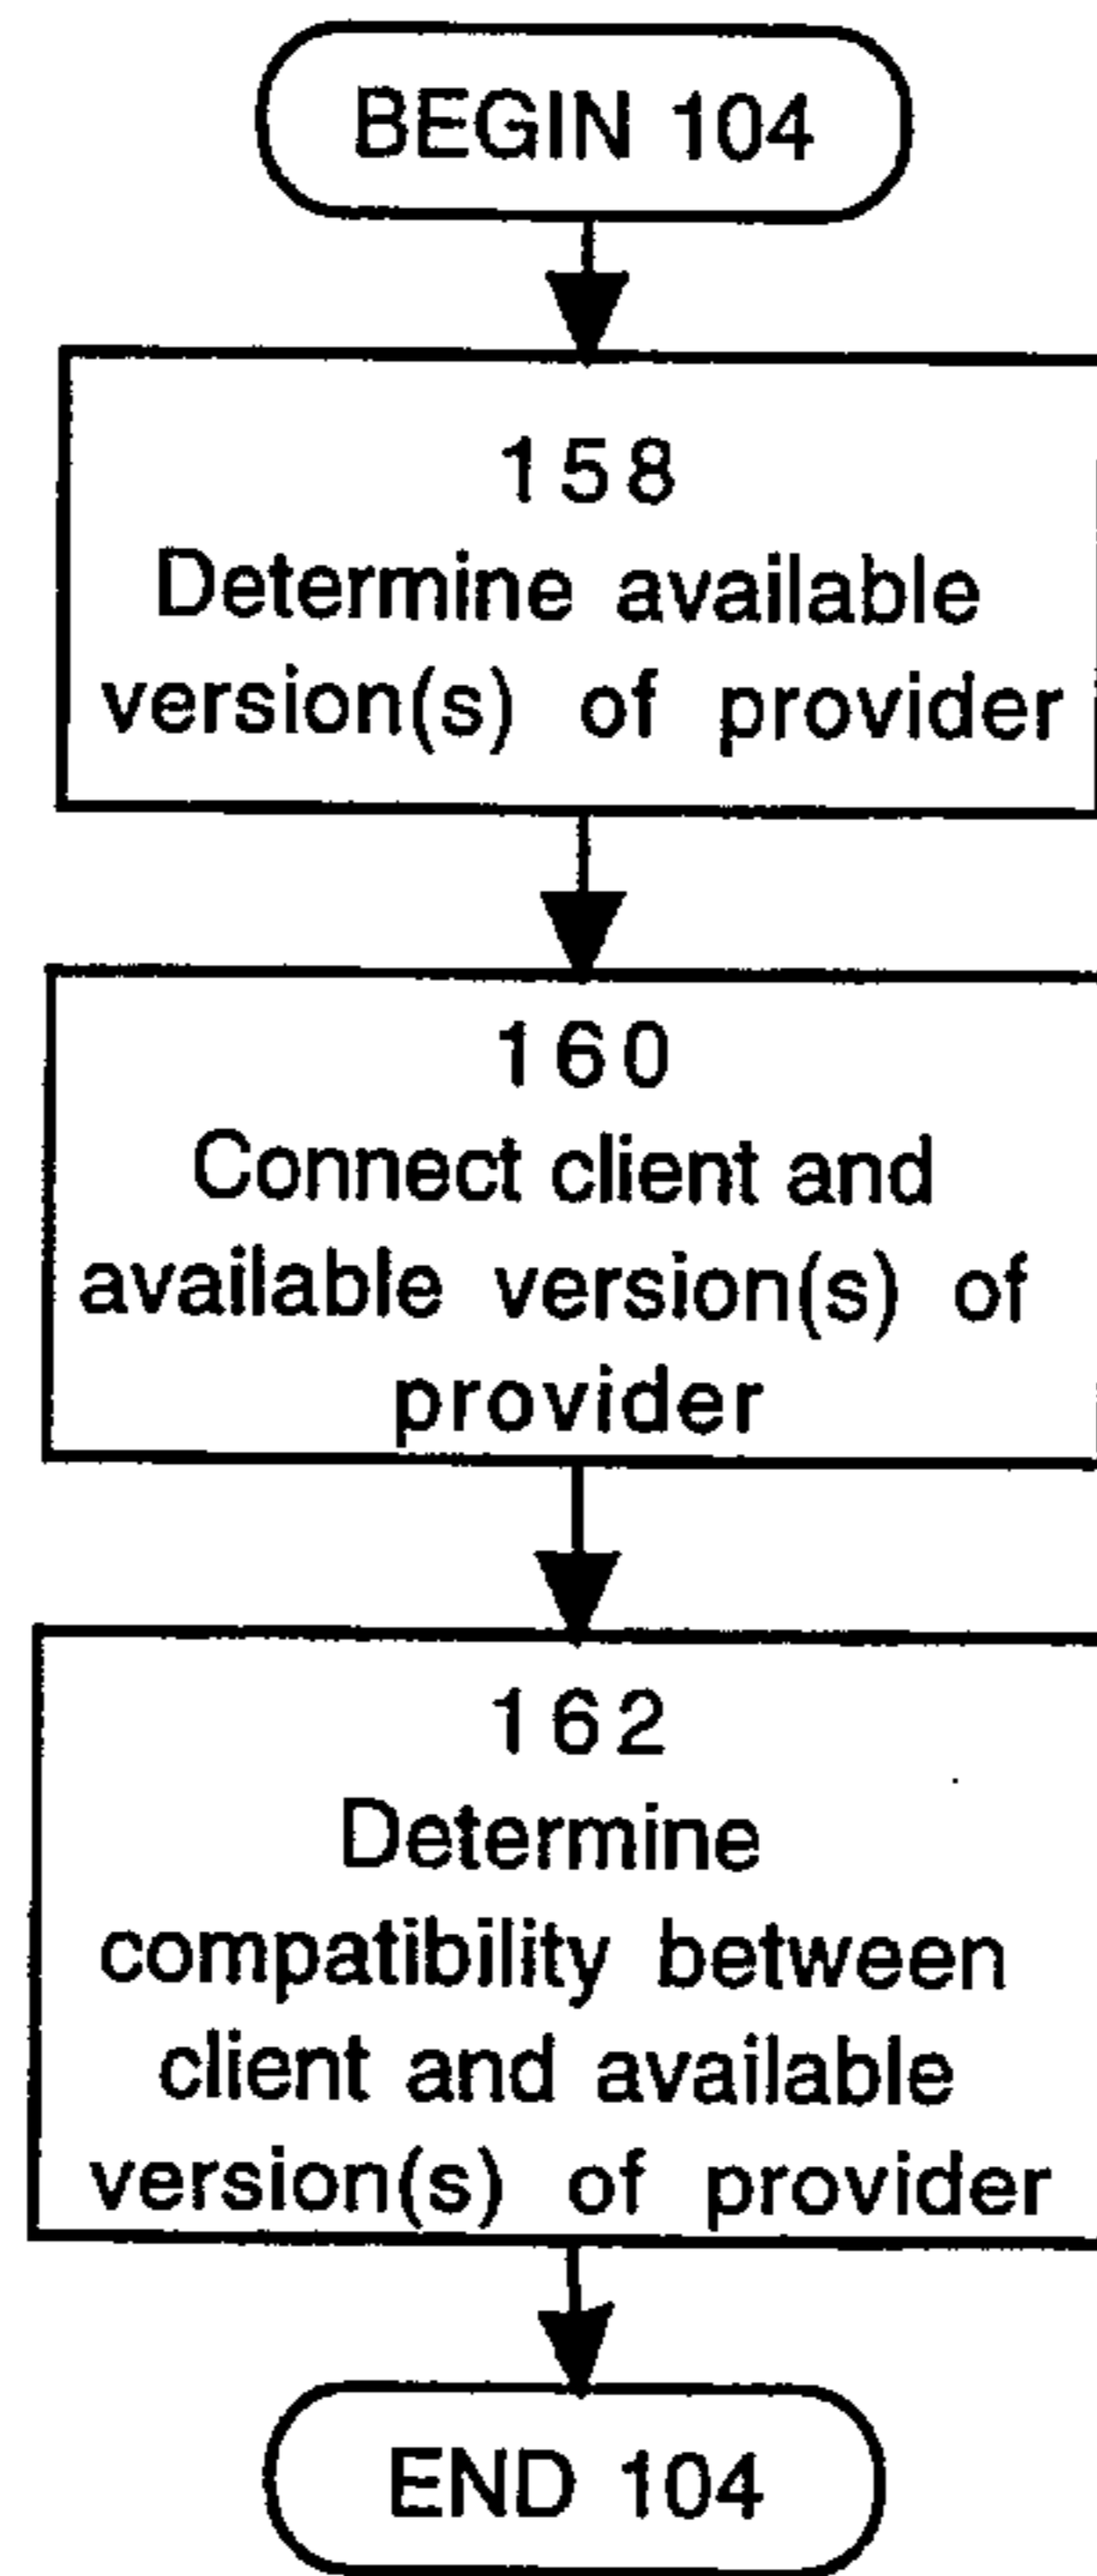 BEGIN 104
158
Determine available
version(s) of provider
160
Connect client and
available version(s) of
provider
162
Determine
compatibility between
client and available
version(s) of provider
END 104